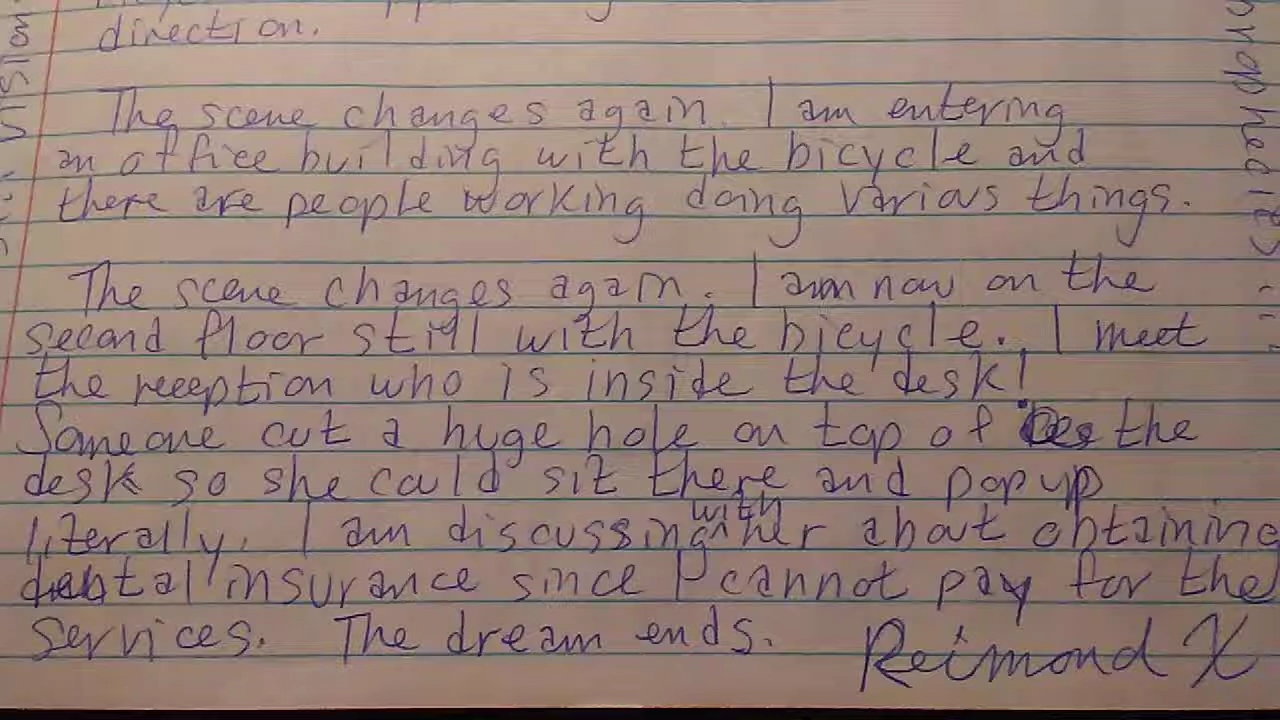 direction.
The scene changes again. I am entering
an office building with the bicycle and
there are people working doing various things.
The scene changes again. I am now on the
second floor still with the bicycle. I meet
the reception who is inside the desk!
Someone cut a huge hole on top of the
desk so she could sit there and popup
literally. I am discussing with her about obtaining
dental insurance since I cannot pay for the
services. The dream ends.
Reimond X